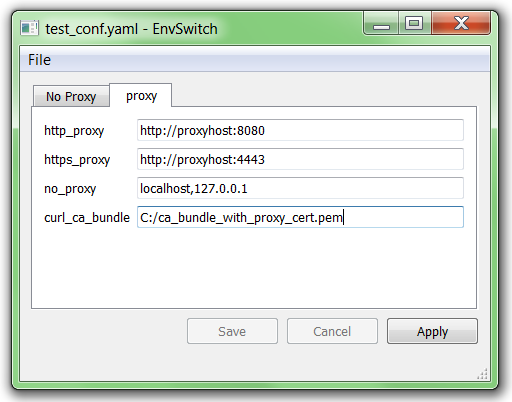 test_conf.yaml - EnvSwitch
File
No Proxy proxy
http_proxy http://proxyhost:8080
https_proxy http://proxyhost:4443
no_proxy localhost,127.0.0.1
curl_ca_bundle C:/ca_bundle_with_proxy_cert.pem
Save Cancel Apply